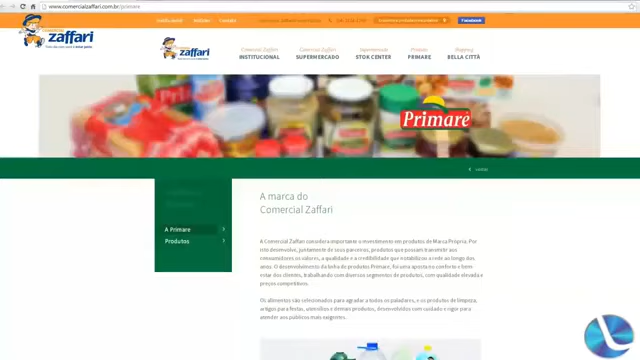 www.comercialzaffari.com.br/primare
zaffari
zaffari
Comercial Zaffari
INSTITUCIONAL
Comercial Zaffari
SUPERMERCADO
Supermercado
STOK CENTER
Produtos
PRIMARE
Shopping
BELLA CITTÀ
Facebook
Primare
A Primare
Produtos
A marca do
Comercial Zaffari
A Comercial Zaffari considera importante o investimento em produtos de Marca Própria. Por
isto desenvolve, juntamente de seus parceiros, produtos que possam transmitir aos
consumidores os valores, a qualidade e a credibilidade que notabilizou a rede ao longo dos
anos. O desenvolvimento da linha de produtos Primare, foi uma aposta no conforto e bem-
estar dos clientes, trabalhando com diversos segmentos de produtos, com qualidade elevada e
preços competitivos.
Os alimentos são selecionados para agradar a todos os paladares, e os produtos de limpeza,
artigos para festas, utensílios e demais produtos, desenvolvidos com cuidado e rigor para
atender aos públicos mais exigentes.